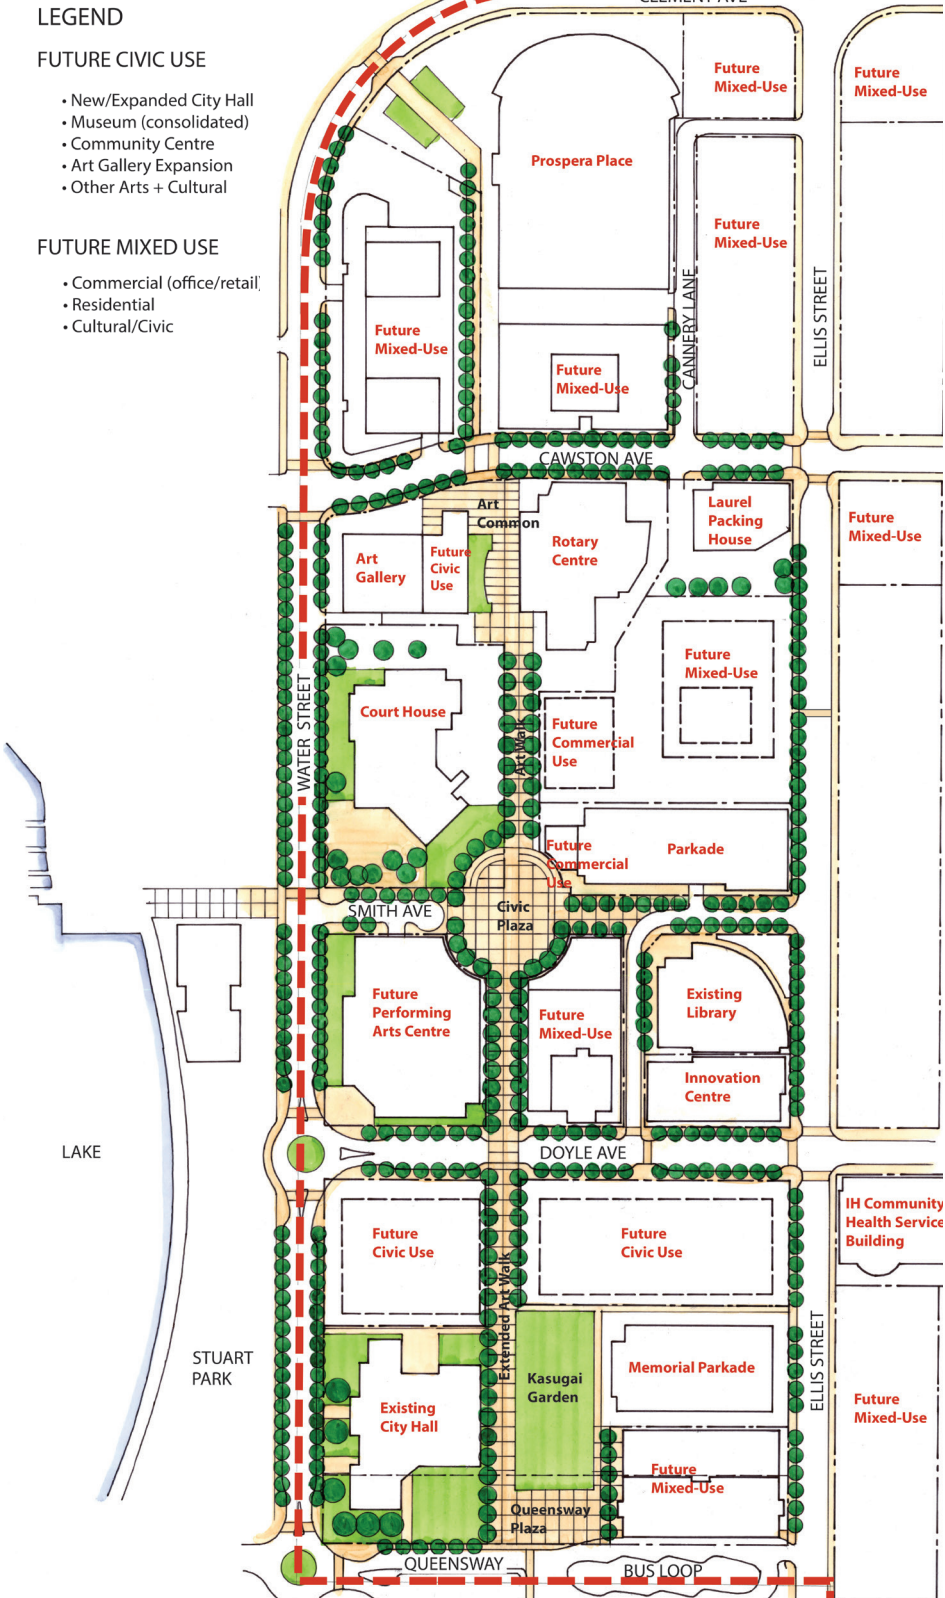 CLEMENT AVE
LEGEND
FUTURE CIVIC USE
• New/Expanded City Hall
• Museum (consolidated)
• Community Centre
• Art Gallery Expansion
• Other Arts + Cultural
FUTURE MIXED USE
• Commercial (office/retail)
• Residential
• Cultural/Civic
Future
Mixed-Use
Future
Mixed-Use
Prospera Place
Future
Mixed-Use
CANNERY LANE
ELLIS STREET
Future
Mixed-Use
Future
Mixed-Use
CAWSTON AVE
Art
Common
Laurel
Packing
House
Future
Mixed-Use
Art
Gallery
Future
Civic
Use
Rotary
Centre
WATER STREET
Court House
Future
Mixed-Use
Art Walk
Future
Commercial
Use
Future
Commercial
Use
Parkade
SMITH AVE
Civic
Plaza
Future
Performing
Arts Centre
Future
Mixed-Use
Existing
Library
Innovation
Centre
LAKE
DOYLE AVE
Future
Civic Use
Future
Civic Use
IH Community
Health Service
Building
Extended Art Walk
STUART
PARK
Kasugai
Garden
Memorial Parkade
ELLIS STREET
Existing
City Hall
Future
Mixed-Use
Future
Mixed-Use
Queensway
Plaza
QUEENSWAY
BUS LOOP